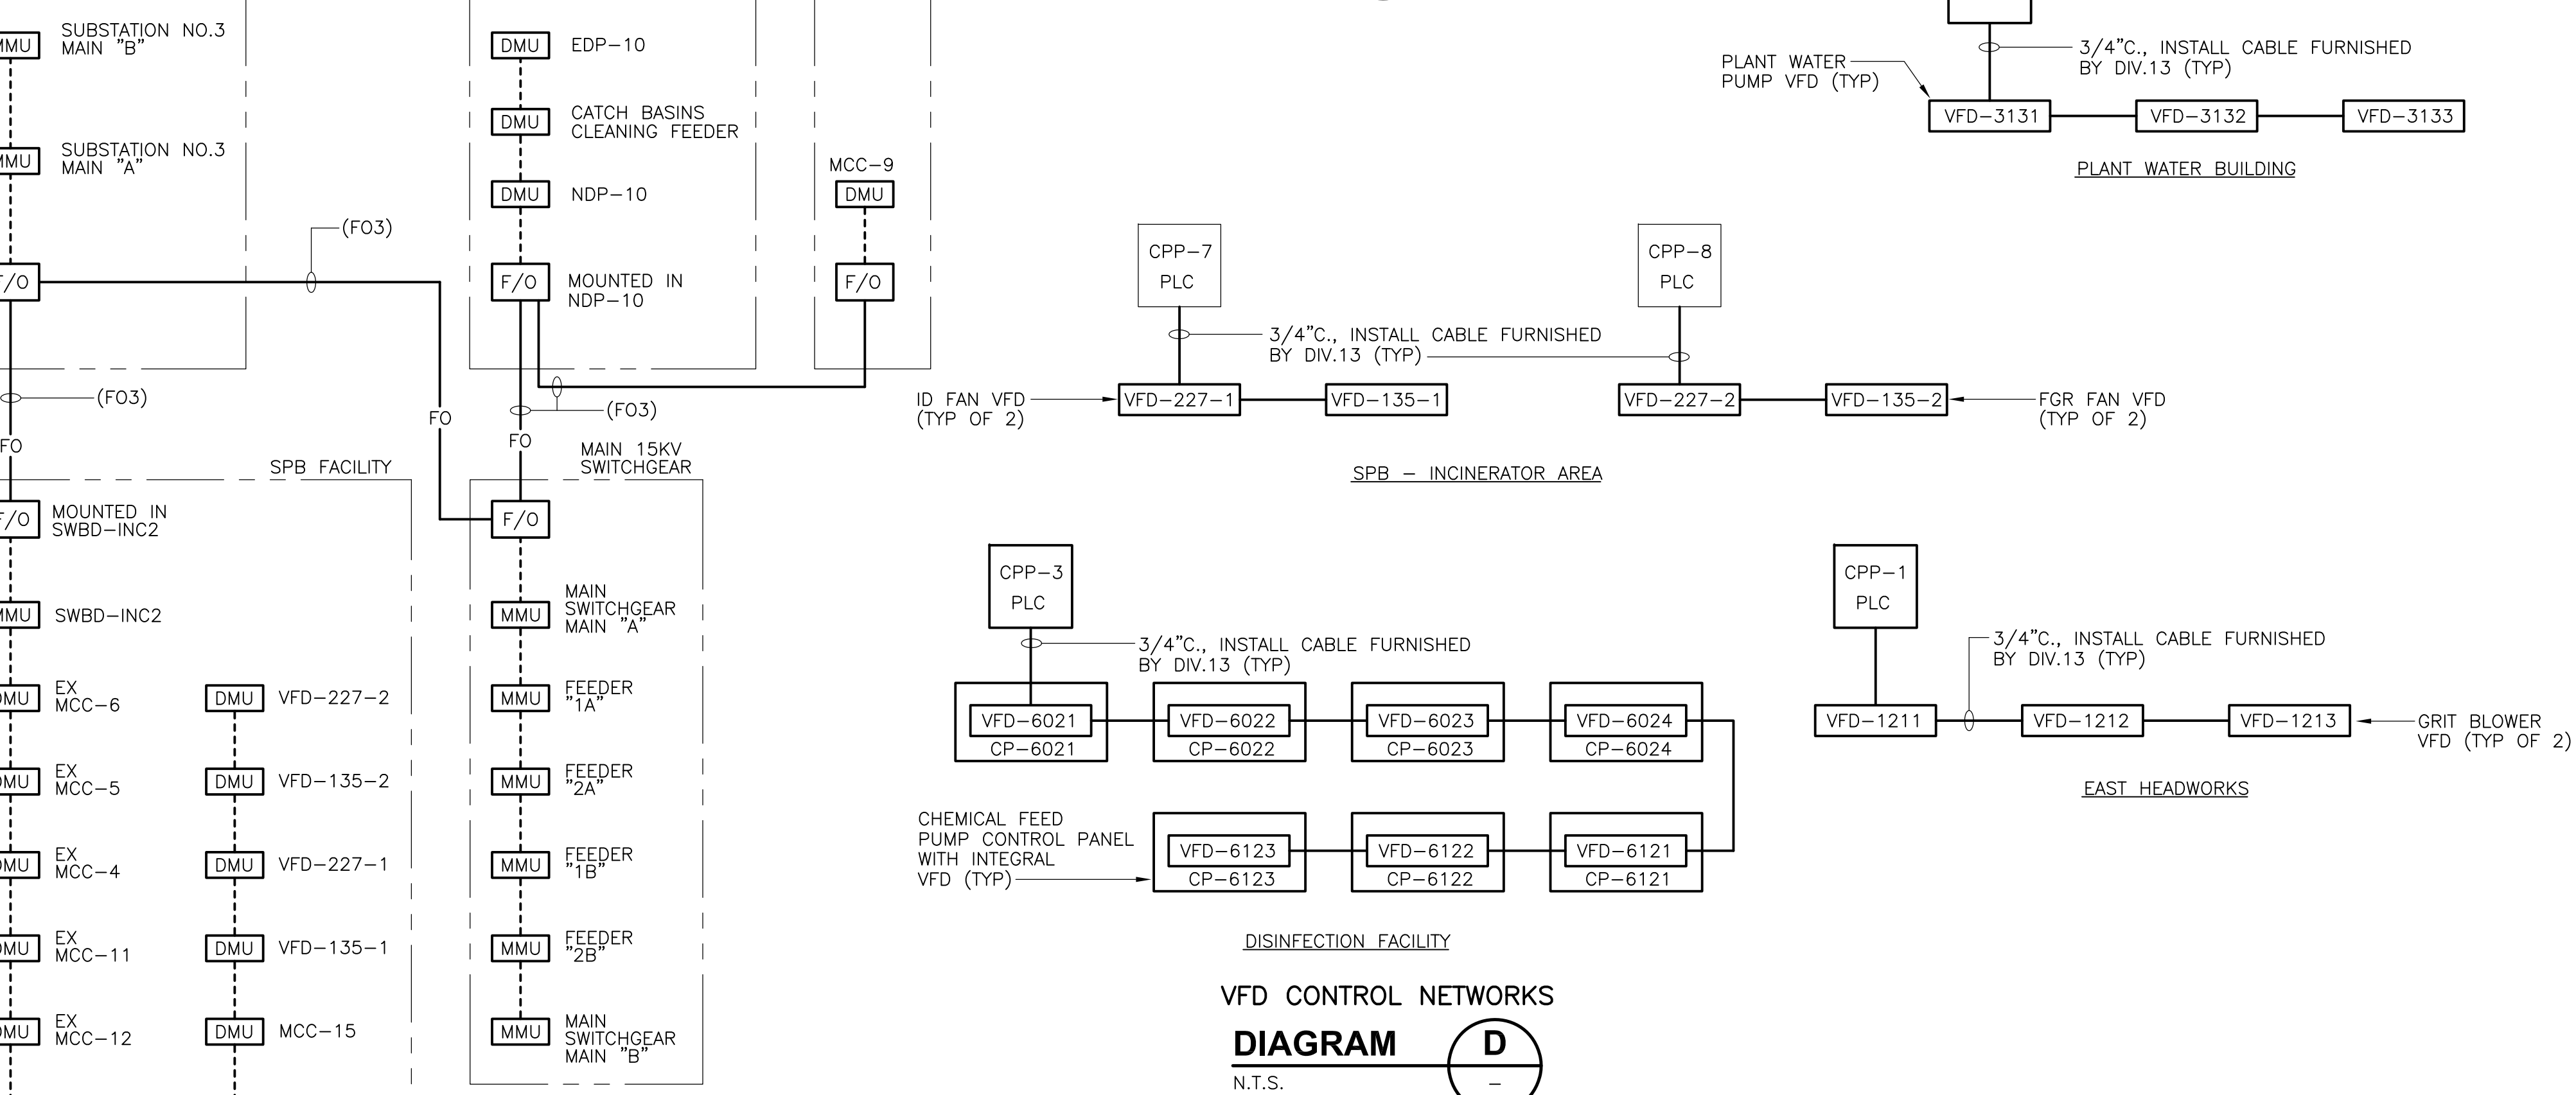 SUBSTATION NO.3
MAIN "B"
SUBSTATION NO.3
MAIN "A"
(FO3)
(FO3)
FO
FO
DMU
EDP-10
DMU
CATCH BASINS
CLEANING FEEDER
DMU
NDP-10
F/O
MOUNTED IN
NDP-10
MCC-9
DMU
F/O
(FO3)
FO
SPB FACILITY
F/O
MOUNTED IN
SWBD-INC2
SWBD-INC2
EX
MCC-6
EX
MCC-5
EX
MCC-4
EX
MCC-11
EX
MCC-12
DMU
VFD-227-2
DMU
VFD-135-2
DMU
VFD-227-1
DMU
VFD-135-1
DMU
MCC-15
MAIN 15KV
SWITCHGEAR
F/O
MMU
MAIN
SWITCHGEAR
MAIN "A"
MMU
FEEDER
"1A"
MMU
FEEDER
"2A"
MMU
FEEDER
"1B"
MMU
FEEDER
"2B"
MMU
MAIN
SWITCHGEAR
MAIN "B"
3/4"C., INSTALL CABLE FURNISHED
BY DIV.13 (TYP)
PLANT WATER
PUMP VFD (TYP)
VFD-3131
VFD-3132
VFD-3133
PLANT WATER BUILDING
CPP-7
PLC
CPP-8
PLC
3/4"C., INSTALL CABLE FURNISHED
BY DIV.13 (TYP)
ID FAN VFD
(TYP OF 2)
VFD-227-1
VFD-135-1
VFD-227-2
VFD-135-2
FGR FAN VFD
(TYP OF 2)
SPB - INCINERATOR AREA
CPP-3
PLC
3/4"C., INSTALL CABLE FURNISHED
BY DIV.13 (TYP)
VFD-6021
CP-6021
VFD-6022
CP-6022
VFD-6023
CP-6023
VFD-6024
CP-6024
CHEMICAL FEED
PUMP CONTROL PANEL
WITH INTEGRAL
VFD (TYP)
VFD-6123
CP-6123
VFD-6122
CP-6122
VFD-6121
CP-6121
DISINFECTION FACILITY
CPP-1
PLC
3/4"C., INSTALL CABLE FURNISHED
BY DIV.13 (TYP)
VFD-1211
VFD-1212
VFD-1213
GRIT BLOWER
VFD (TYP OF 2)
EAST HEADWORKS
VFD CONTROL NETWORKS
DIAGRAM
D
N.T.S.
-